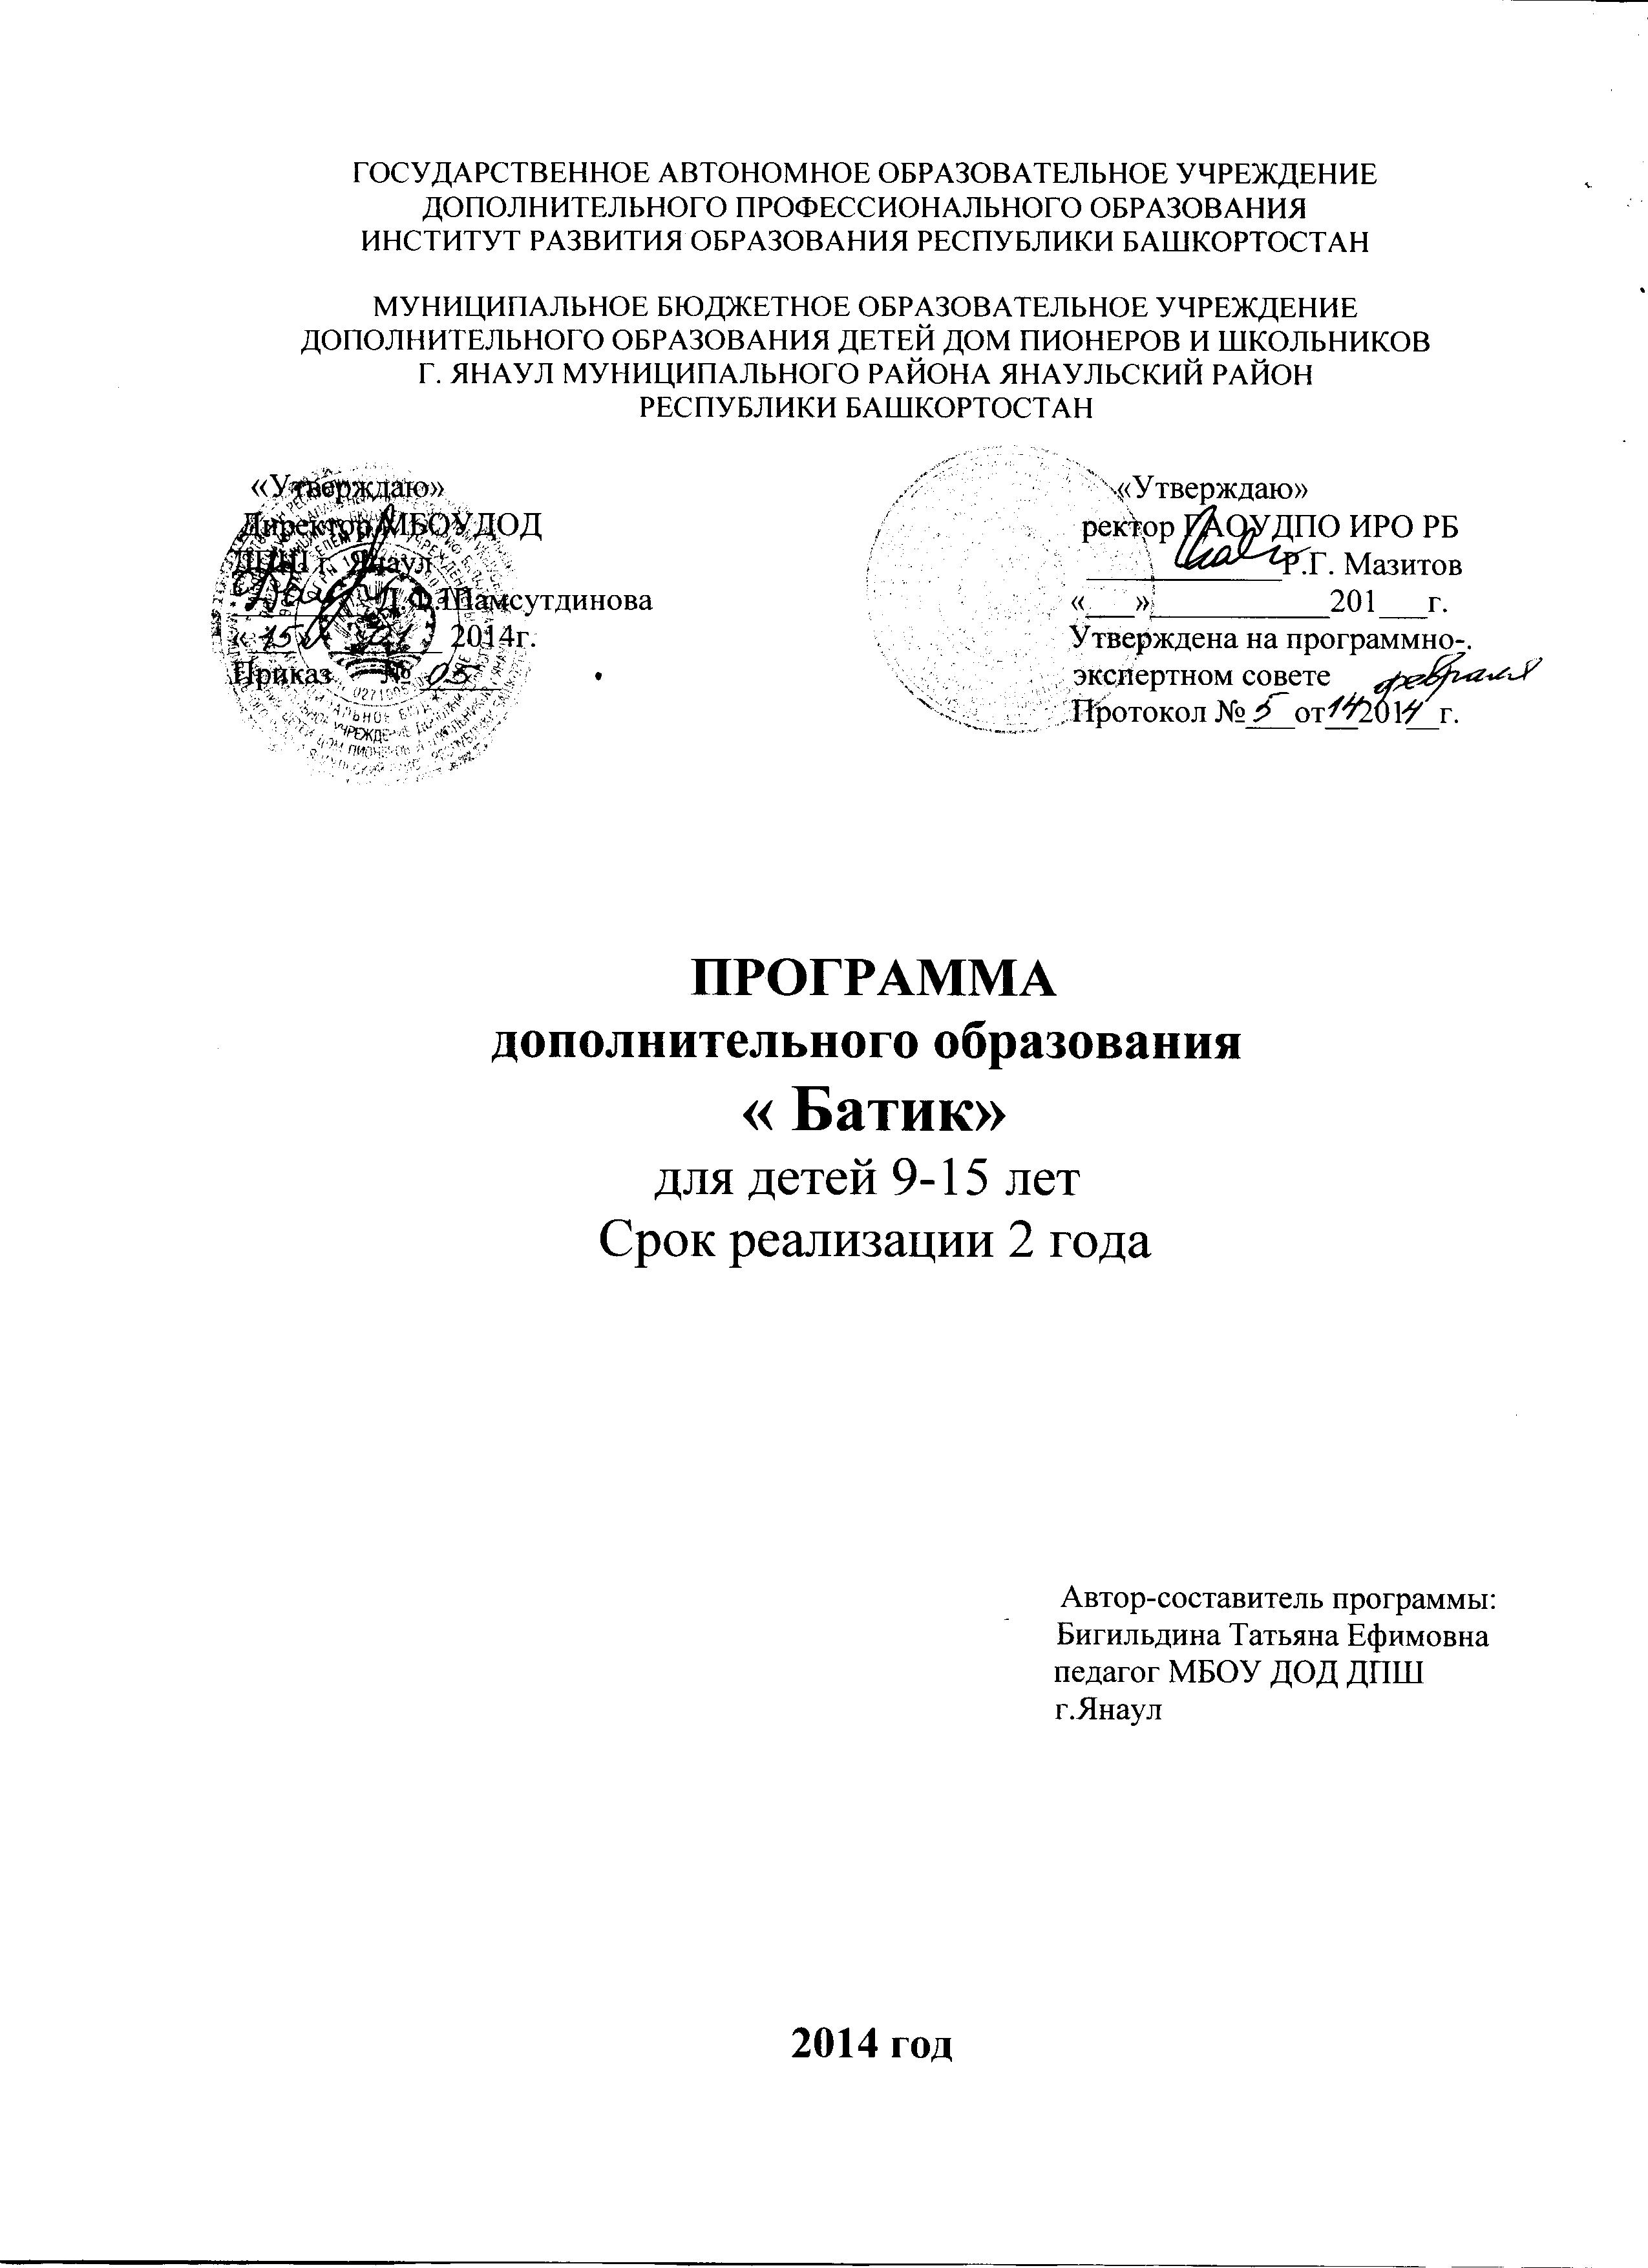 ГОСУДАРСТВЕННОЕ АВТОНОМНОЕ ОБРАЗОВАТЕЛЬНОЕ УЧРЕЖДЕНИЕ
ДОПОЛНИТЕЛЬНОГО ПРОФЕССИОНАЛЬНОГО ОБРАЗОВАНИЯ
ИНСТИТУТ РАЗВИТИЯ ОБРАЗОВАНИЯ РЕСПУБЛИКИ БАШКОРТОСТАН
МУНИЦИПАЛЬНОЕ БЮДЖЕТНОЕ ОБРАЗОВАТЕЛЬНОЕ УЧРЕЖДЕНИЕ
ДОПОЛНИТЕЛЬНОГО ОБРАЗОВАНИЯ ДЕТЕЙ ДОМ ПИОНЕРОВ И ШКОЛЬНИКОВ
Г. ЯНАУЛ МУНИЦИПАЛЬНОГО РАЙОНА ЯНАУЛЬСКИЙ РАЙОН
РЕСПУБЛИКИ БАШКОРТОСТАН
«Утверждаю»
Директор МБОУДОД
ДПШ г. Янаул
Шамсутдинова
«15» 01 2014г.
Приказ № 05
«Утверждаю»
ректор ГАОУДПО ИРО РБ
____________Р.Г. Мазитов
«___»___________201___г.
Утверждена на программно-.
экспертном совете февраля
Протокол № 5 от 14 2014 г.
ПРОГРАММА
дополнительного образования
« Батик»
для детей 9-15 лет
Срок реализации 2 года
Автор-составитель программы:
Бигильдина Татьяна Ефимовна
педагог МБОУ ДОД ДПШ
г.Янаул
2014 год